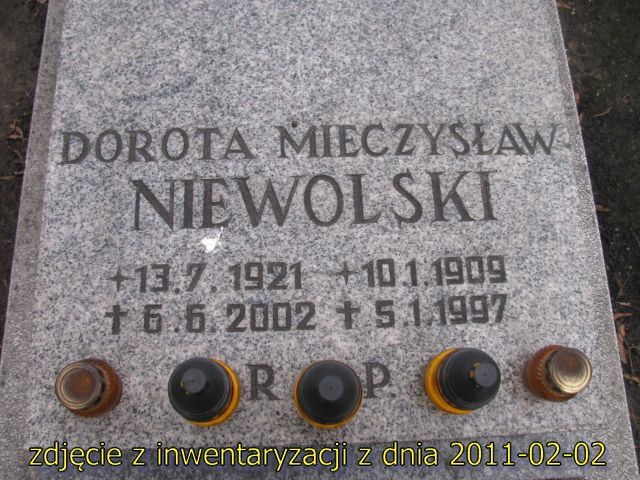 DOROTA MIECZYSŁAW
NIEWOLSKI
+13.7.1921 +10.1.1909
✝ 6.6.2002 ✝ 5.1.1997
R P
zdjęcie z inwentaryzacji z dnia 2011-02-02